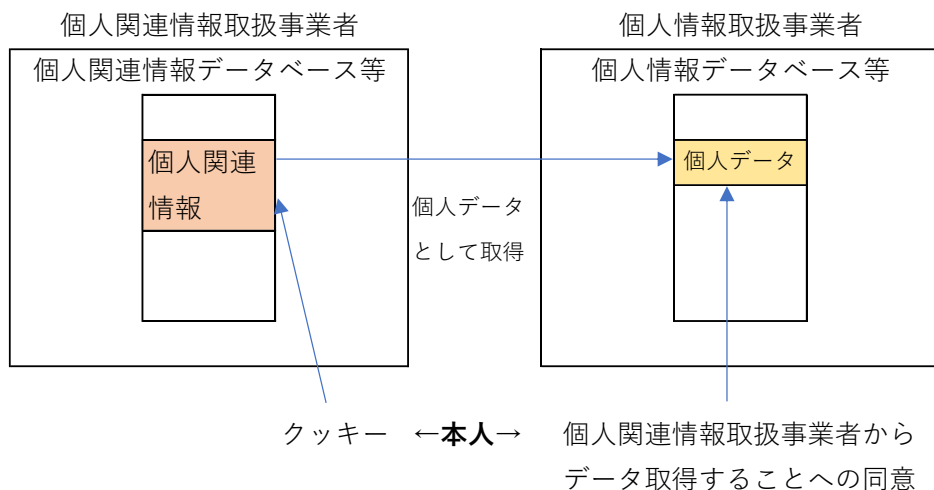 個人関連情報取扱事業者
個人関連情報データベース等
個人関連
情報
個人データ
として取得
個人情報取扱事業者
個人情報データベース等
個人データ
クッキー ←本人→ 個人関連情報取扱事業者から
データ取得することへの同意